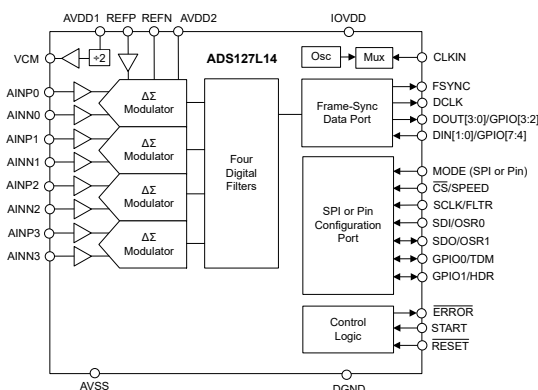 AVDD1 REFP REFN AVDD2 IOVDD
VCM ÷2 ADS127L14 Osc Mux CLKIN
AINP0
AINN0
AINP1
AINN1
AINP2
AINN2
AINP3
AINN3
ΔΣ
Modulator
ΔΣ
Modulator
ΔΣ
Modulator
ΔΣ
Modulator
Four
Digital
Filters
Frame-Sync
Data Port
FSYNC
DCLK
DOUT[3:0]/GPIO[3:2]
DIN[1:0]/GPIO[7:4]
SPI or Pin
Configuration
Port
MODE (SPI or Pin)
CS/SPEED
SCLK/FLTR
SDI/OSR0
SDO/OSR1
GPIO0/TDM
GPIO1/HDR
Control
Logic
ERROR
START
RESET
AVSS DGND